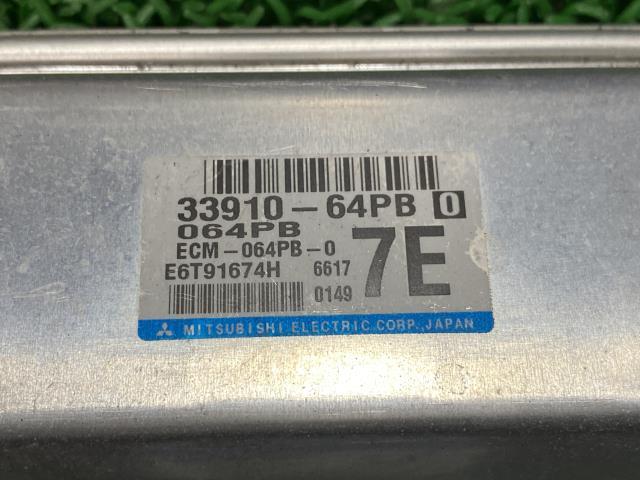 33910-64PB 0
064PB
ECM-064PB-0
E6T91674H 6617
0149
7E
MITSUBISHI ELECTRIC CORP., JAPAN